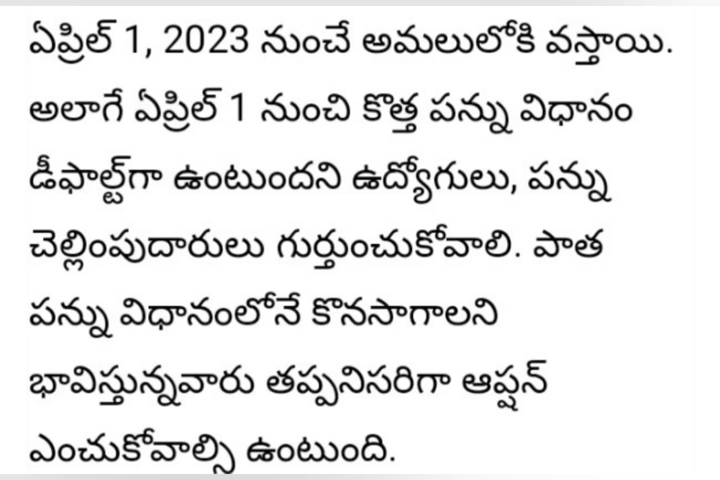 ఏప్రిల్ 1, 2023 నుంచే అమలులోకి వస్తాయి.
అలాగే ఏప్రిల్ 1 నుంచి కొత్త పన్ను విధానం
డీఫాల్ట్‌గా ఉంటుందని ఉద్యోగులు, పన్ను
చెల్లింపుదారులు గుర్తుంచుకోవాలి. పాత
పన్ను విధానంలోనే కొనసాగాలని
భావిస్తున్నవారు తప్పనిసరిగా ఆప్షన్
ఎంచుకోవాల్సి ఉంటుంది.